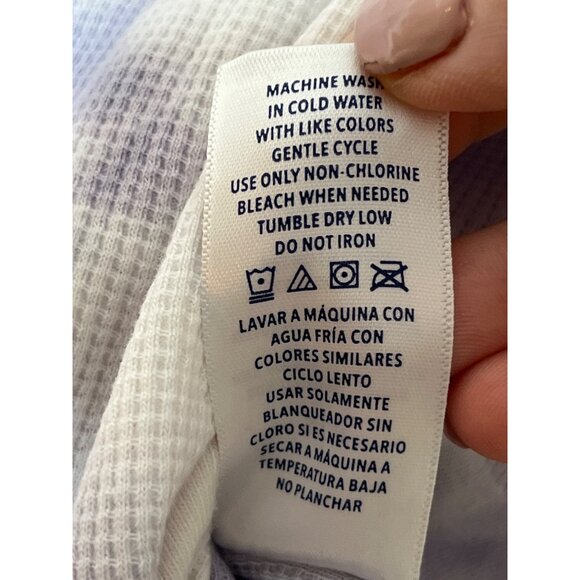 MACHINE WASH
IN COLD WATER
WITH LIKE COLORS
GENTLE CYCLE
USE ONLY NON-CHLORINE
BLEACH WHEN NEEDED
TUMBLE DRY LOW
DO NOT IRON
LAVAR A MÁQUINA CON
AGUA FRÍA CON
COLORES SIMILARES
CICLO LENTO
USAR SOLAMENTE
BLANQUEADOR SIN
CLORO SI ES NECESARIO
SECAR A MÁQUINA A
TEMPERATURA BAJA
NO PLANCHAR